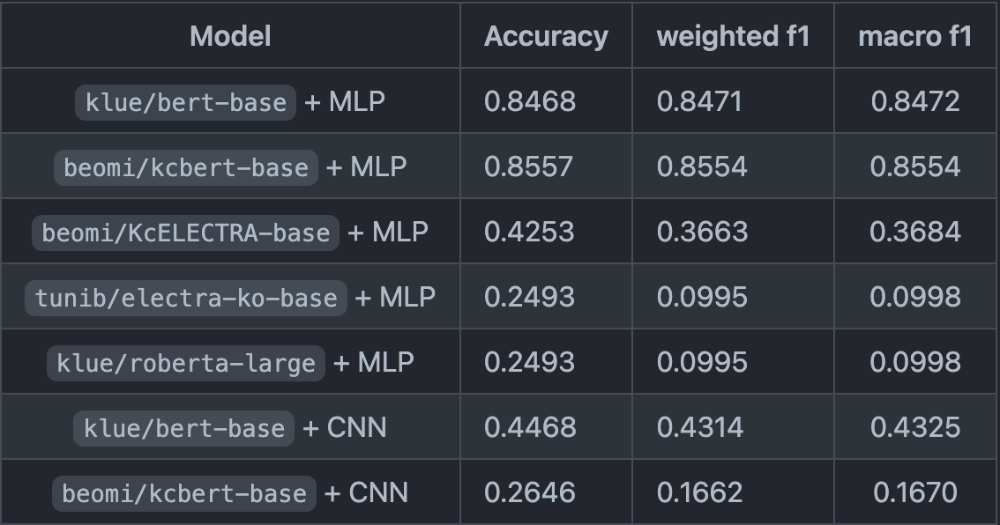 Model Accuracy weighted f1 macro f1
klue/bert-base + MLP 0.8468 0.8471 0.8472
beomi/kcbert-base + MLP 0.8557 0.8554 0.8554
beomi/KcELECTRA-base + MLP 0.4253 0.3663 0.3684
tunib/electra-ko-base + MLP 0.2493 0.0995 0.0998
klue/roberta-large + MLP 0.2493 0.0995 0.0998
klue/bert-base + CNN 0.4468 0.4314 0.4325
beomi/kcbert-base + CNN 0.2646 0.1662 0.1670